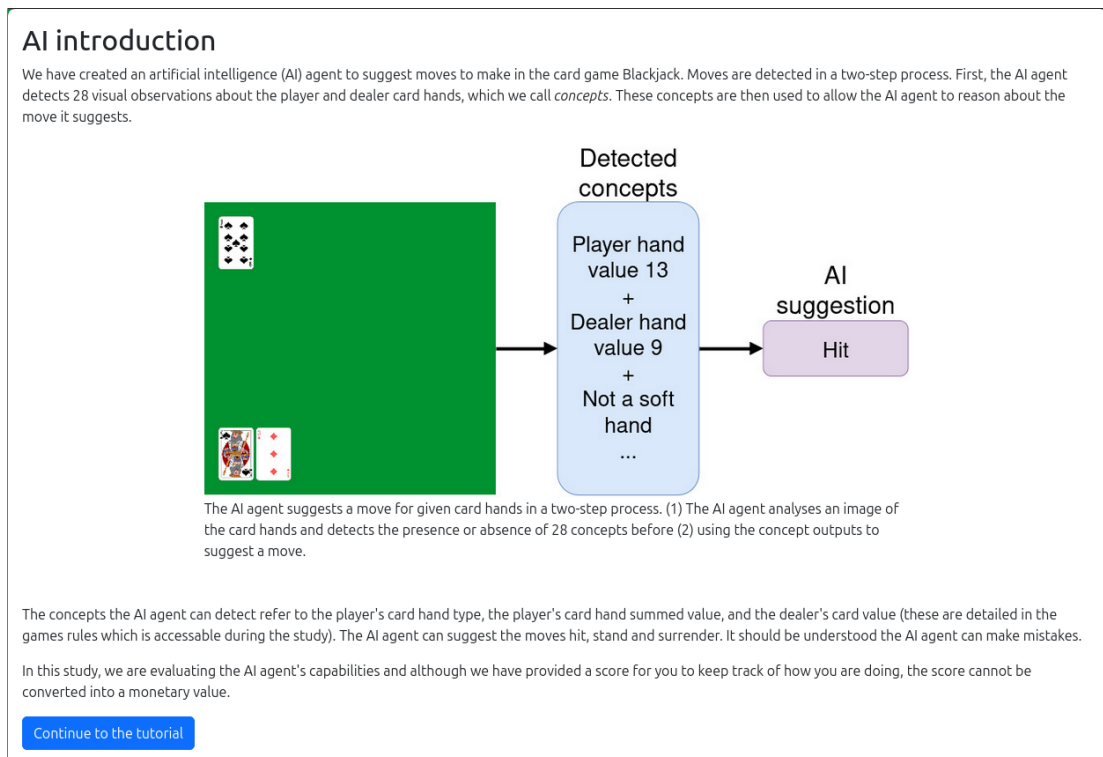 AI introduction
We have created an artificial intelligence (AI) agent to suggest moves to make in the card game Blackjack. Moves are detected in a two-step process. First, the AI agent
detects 28 visual observations about the player and dealer card hands, which we call concepts. These concepts are then used to allow the AI agent to reason about the
move it suggests.
Detected
concepts
Player hand
value 13
+
Dealer hand
value 9
+
Not a soft
hand
...
AI
suggestion
Hit
The AI agent suggests a move for given card hands in a two-step process. (1) The AI agent analyses an image of
the card hands and detects the presence or absence of 28 concepts before (2) using the concept outputs to
suggest a move.
The concepts the AI agent can detect refer to the player's card hand type, the player's card hand summed value, and the dealer's card value (these are detailed in the
games rules which is accessable during the study). The AI agent can suggest the moves hit, stand and surrender. It should be understood the AI agent can make mistakes.
In this study, we are evaluating the AI agent's capabilities and although we have provided a score for you to keep track of how you are doing, the score cannot be
converted into a monetary value.
Continue to the tutorial